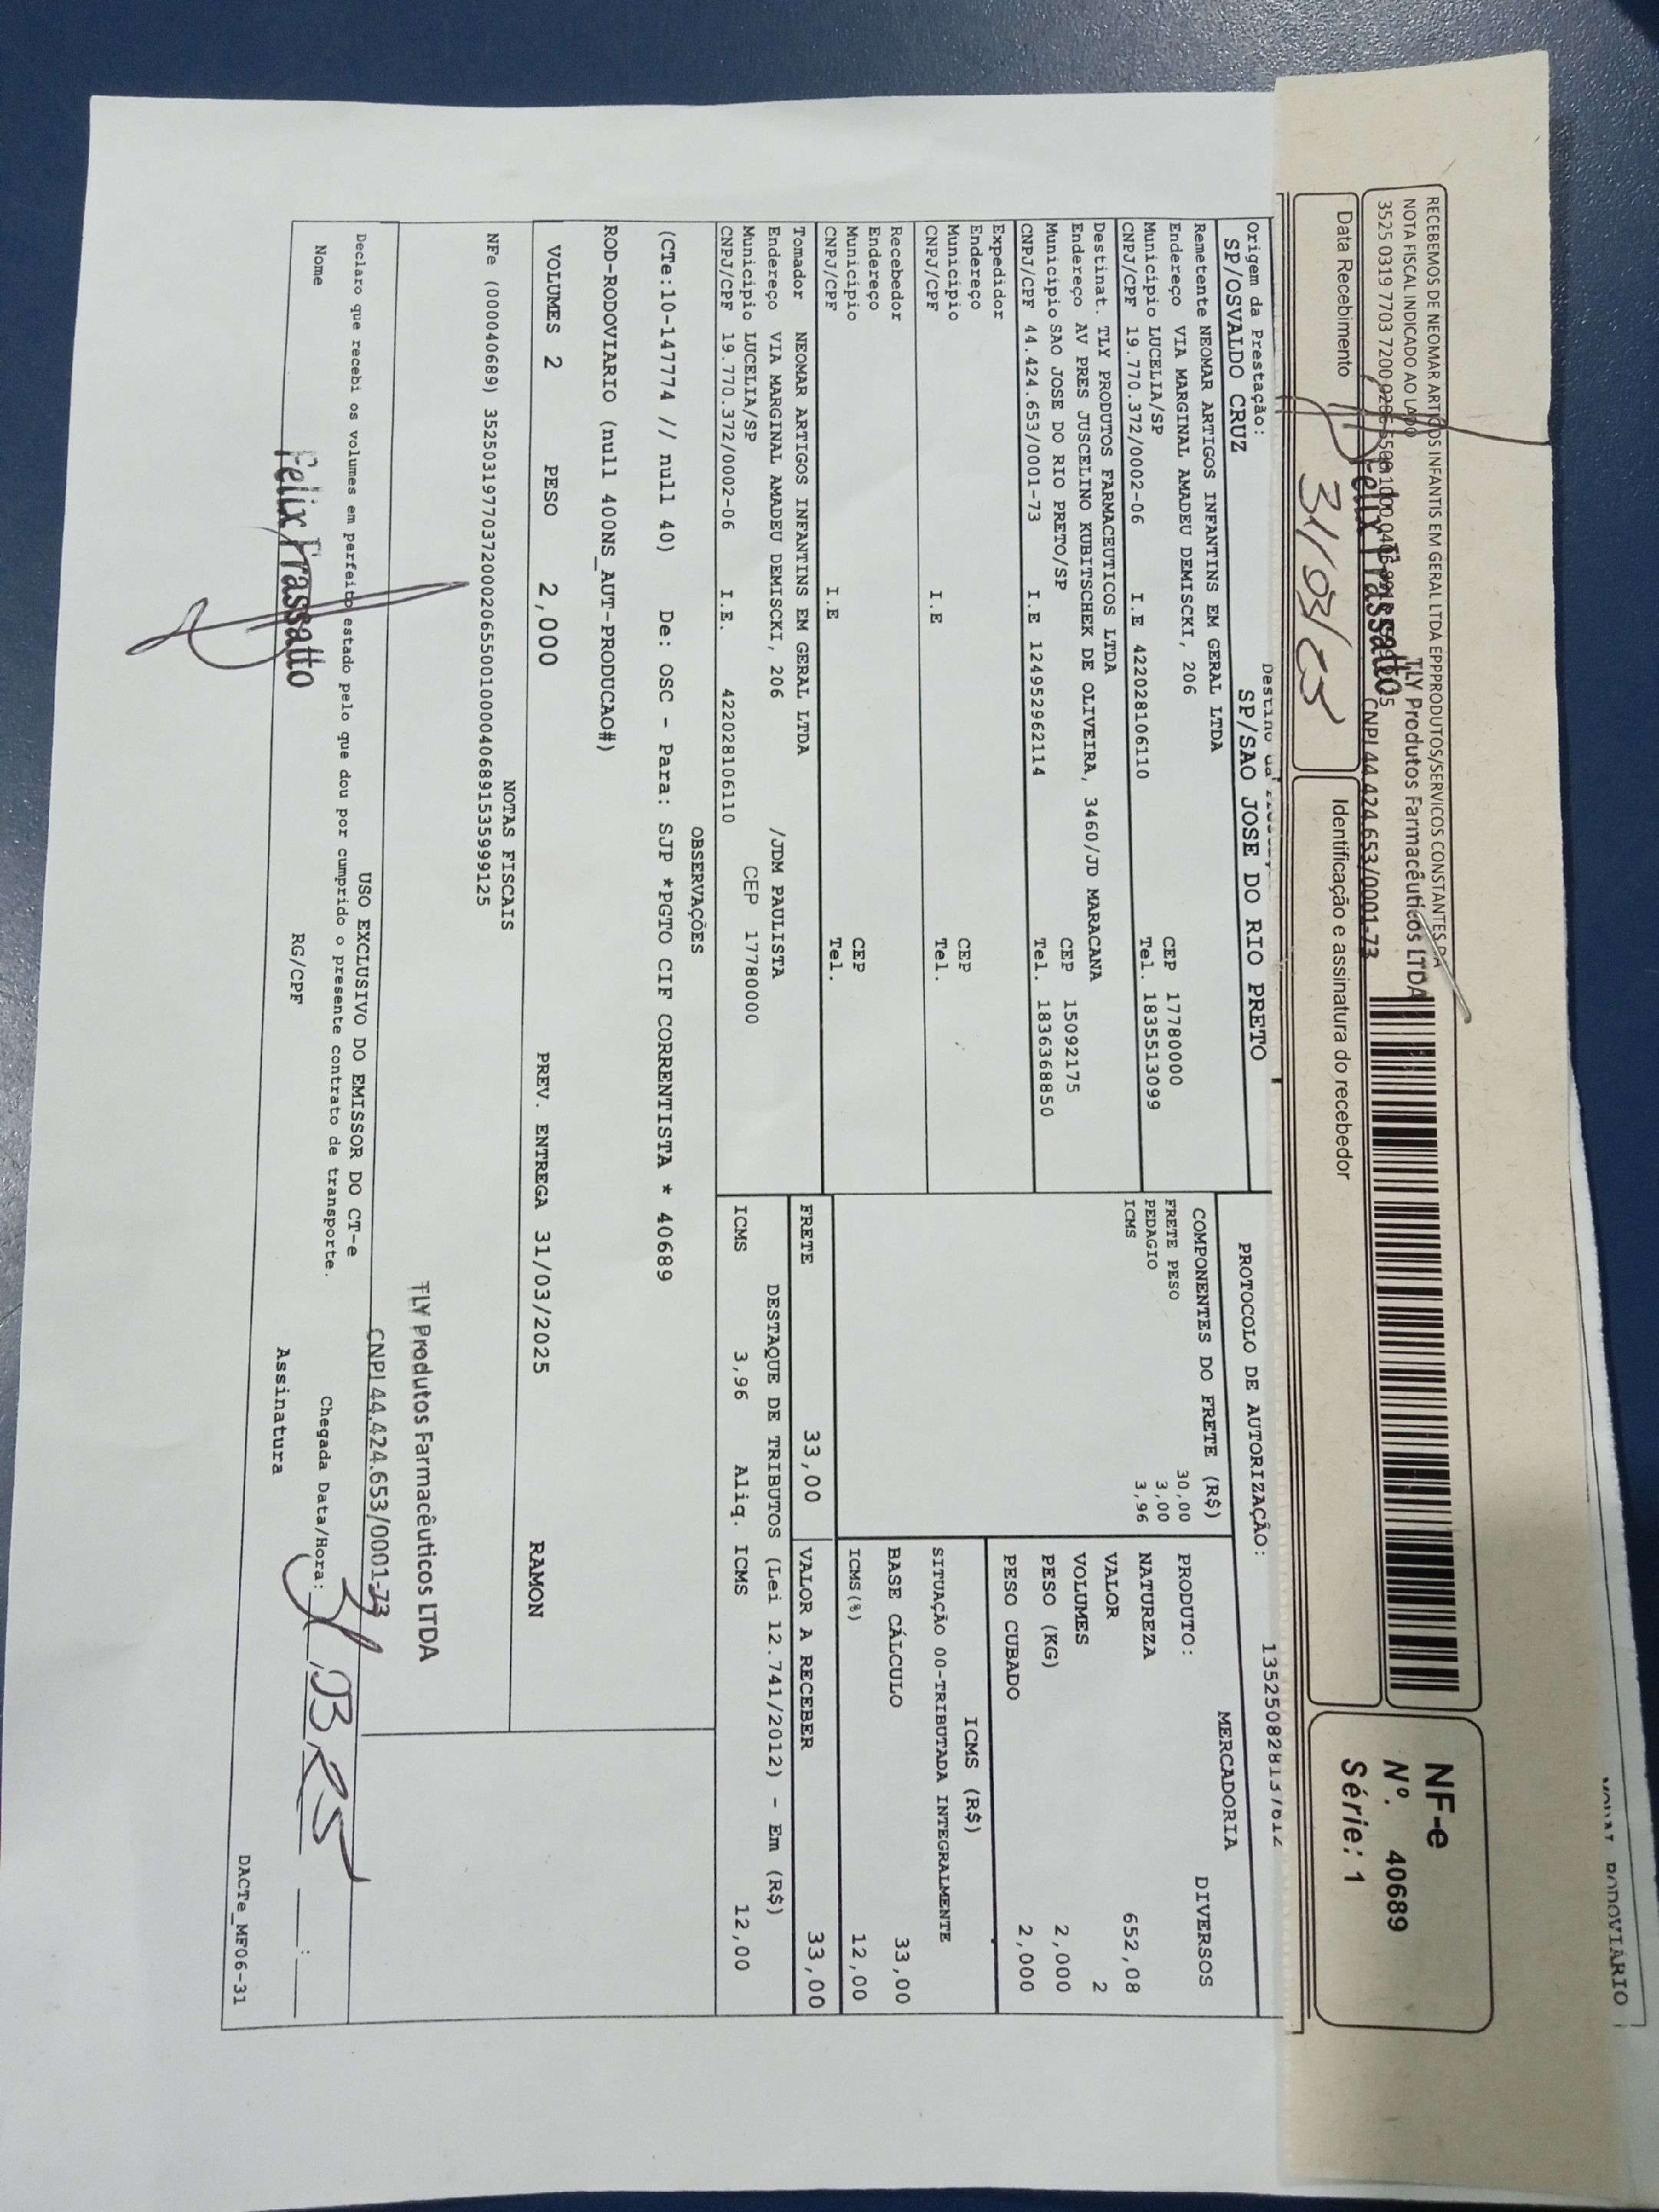 RODOVIÁRIO
RECEBEMOS DE NEOMAR ARTIGOS INFANTIS EM GERAL LTDA EPPRODUTOS/SERVICOS CONSTANTES DA
NOTA FISCAL INDICADO AO LADO
TLY Produtos Farmacêuticos LTDA
3525 0319 7703 7200
Felix Frassatto
CNPJ 44.424.653/0001-73
Data Recebimento
31/03/25
Identificação e assinatura do recebedor
NF-e
Nº. 40689
Série: 1
Origem da Prestação:
SP/OSVALDO CRUZ
SP/SAO JOSE DO RIO PRETO
PROTOCOLO DE AUTORIZAÇÃO:
Remetente NEOMAR ARTIGOS INFANTINS EM GERAL LTDA
Endereço VIA MARGINAL AMADEU DEMISCKI, 206
Município LUCELIA/SP CEP 17780000
CNPJ/CPF 19.770.372/0002-06 I.E 422028106110 Tel. 1835513099
Destinat. TLY PRODUTOS FARMACEUTICOS LTDA
Endereço AV PRES JUSCELINO KUBITSCHEK DE OLIVEIRA, 3460/JD MARACANA
Município SAO JOSE DO RIO PRETO/SP CEP 15092175
CNPJ/CPF 44.424.653/0001-73 I.E 124952962114 Tel. 1836368850
Expedidor
Endereço
Município CEP
CNPJ/CPF I.E Tel.
Recebedor
Endereço
Município CEP
CNPJ/CPF I.E Tel.
Tomador NEOMAR ARTIGOS INFANTINS EM GERAL LTDA
Endereço VIA MARGINAL AMADEU DEMISCKI, 206 /JDM PAULISTA
Município LUCELIA/SP CEP 17780000
CNPJ/CPF 19.770.372/0002-06 I.E. 422028106110
COMPONENTES DO FRETE (R$)
FRETE PESO 30,00
PEDAGIO 3,00
ICMS 3,96
MERCADORIA
PRODUTO: DIVERSOS
NATUREZA
VALOR 652,08
VOLUMES 2
PESO (KG) 2,000
PESO CUBADO 2,000
ICMS (R$)
SITUAÇÃO 00-TRIBUTADA INTEGRALMENTE
BASE CÁLCULO 33,00
ICMS(%) 12,00
FRETE 33,00 VALOR A RECEBER 33,00
DESTAQUE DE TRIBUTOS (Lei 12.741/2012) - Em (R$)
ICMS 3,96 Aliq. ICMS 12,00
OBSERVAÇÕES
(CTe:10-147774 // null 40) De: OSC - Para: SJP *PGTO CIF CORRENTISTA * 40689
ROD-RODOVIARIO (null 400NS_AUT-PRODUCAO#)
VOLUMES 2 PESO 2,000 PREV. ENTREGA 31/03/2025 RAMON
NOTAS FISCAIS
NFe (000040689) 35250319770372000206550010000406891535999125
TLY Produtos Farmacêuticos LTDA
CNPJ 44.424.653/0001-73
USO EXCLUSIVO DO EMISSOR DO CT-e
Declaro que recebi os volumes em perfeito estado pelo que dou por cumprido o presente contrato de transporte.
Nome RG/CPF Chegada Data/Hora:
Felix Frassatto
Assinatura
DACTe_MF06-31